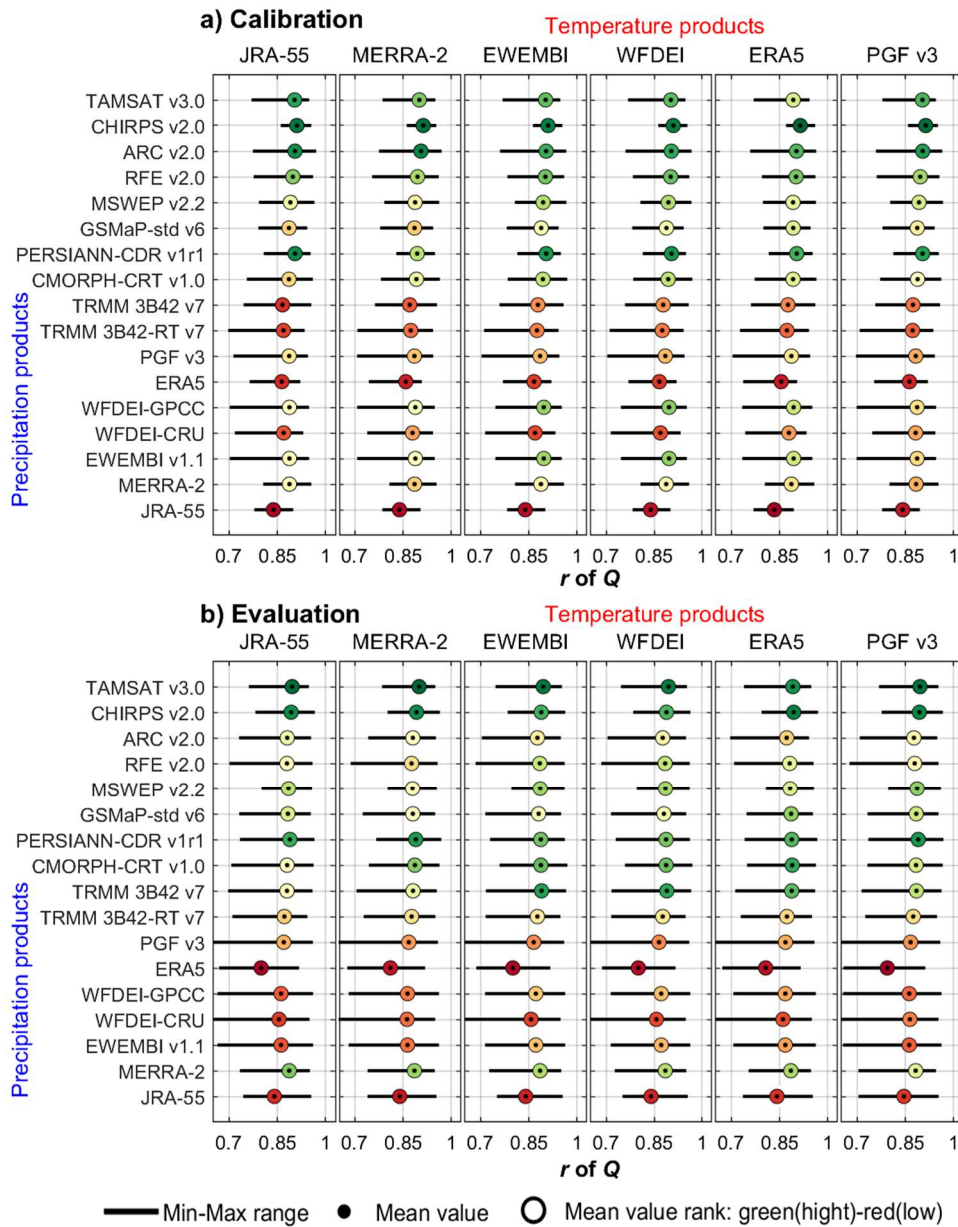 a) Calibration
Temperature products
JRA-55 MERRA-2 EWEMBI WFDEI ERA5 PGF v3
Precipitation products
TAMSAT v3.0
CHIRPS v2.0
ARC v2.0
RFE v2.0
MSWEP v2.2
GSMaP-std v6
PERSIANN-CDR v1r1
CMORPH-CRT v1.0
TRMM 3B42 v7
TRMM 3B42-RT v7
PGF v3
ERA5
WFDEI-GPCC
WFDEI-CRU
EWEMBI v1.1
MERRA-2
JRA-55
0.7 0.85 1 0.7 0.85 1 0.7 0.85 1 0.7 0.85 1 0.7 0.85 1 0.7 0.85 1
r of Q
b) Evaluation
Temperature products
JRA-55 MERRA-2 EWEMBI WFDEI ERA5 PGF v3
Precipitation products
TAMSAT v3.0
CHIRPS v2.0
ARC v2.0
RFE v2.0
MSWEP v2.2
GSMaP-std v6
PERSIANN-CDR v1r1
CMORPH-CRT v1.0
TRMM 3B42 v7
TRMM 3B42-RT v7
PGF v3
ERA5
WFDEI-GPCC
WFDEI-CRU
EWEMBI v1.1
MERRA-2
JRA-55
0.7 0.85 1 0.7 0.85 1 0.7 0.85 1 0.7 0.85 1 0.7 0.85 1 0.7 0.85 1
r of Q
Min-Max range Mean value Mean value rank: green(hight)-red(low)